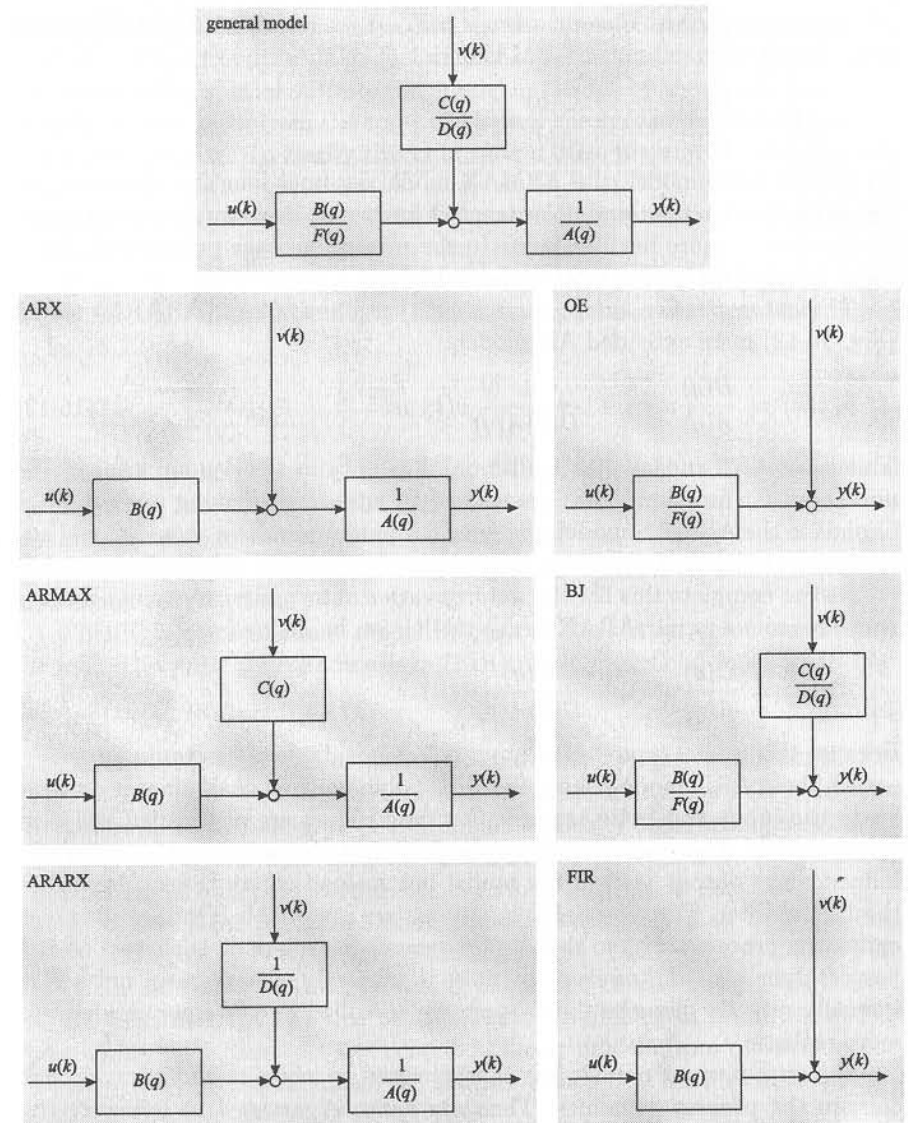 general model
v(k)
C(q)
D(q)
u(k)
B(q)
F(q)
1
A(q)
y(k)
ARX
v(k)
u(k)
B(q)
1
A(q)
y(k)
OE
v(k)
u(k)
B(q)
F(q)
y(k)
ARMAX
v(k)
C(q)
u(k)
B(q)
1
A(q)
y(k)
BJ
v(k)
C(q)
D(q)
u(k)
B(q)
F(q)
y(k)
ARARX
v(k)
1
D(q)
u(k)
B(q)
1
A(q)
y(k)
FIR
v(k)
u(k)
B(q)
y(k)